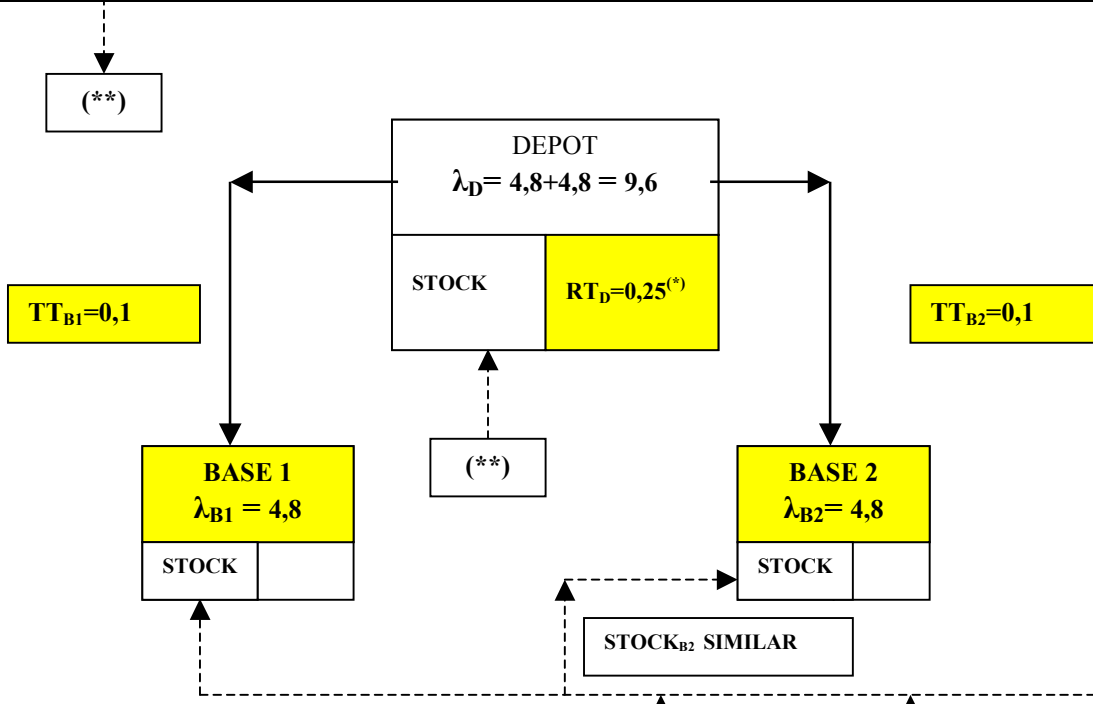 (**)
DEPOT
λD= 4,8+4,8 = 9,6
STOCK
RTD=0,25(*)
TTB1=0,1
TTB2=0,1
(**)
BASE 1
λB1 = 4,8
STOCK
BASE 2
λB2= 4,8
STOCK
STOCKB2 SIMILAR